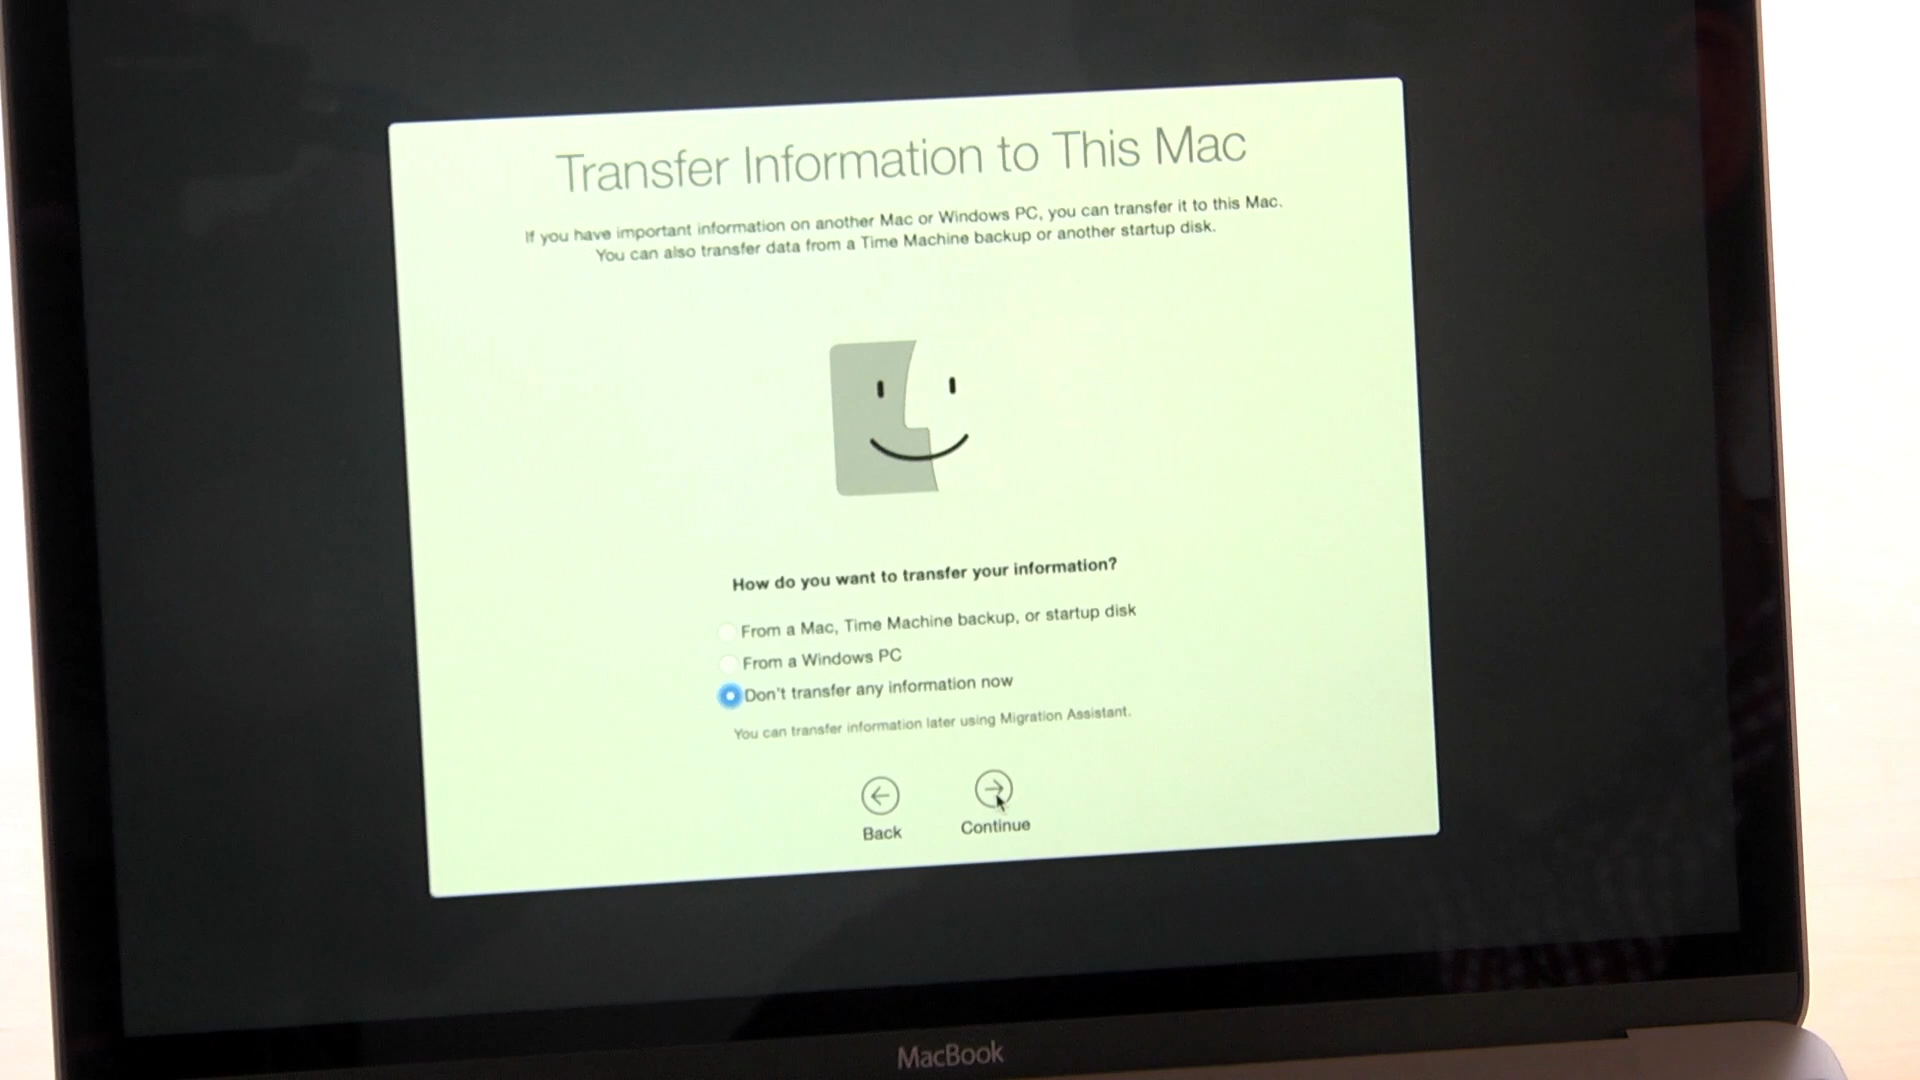 Transfer Information to This Mac
If you have important information on another Mac or Windows PC, you can transfer it to this Mac.
You can also transfer data from a Time Machine backup or another startup disk.
How do you want to transfer your information?
From a Mac, Time Machine backup, or startup disk
From a Windows PC
Don't transfer any information now
You can transfer information later using Migration Assistant.
Back
Continue
MacBook